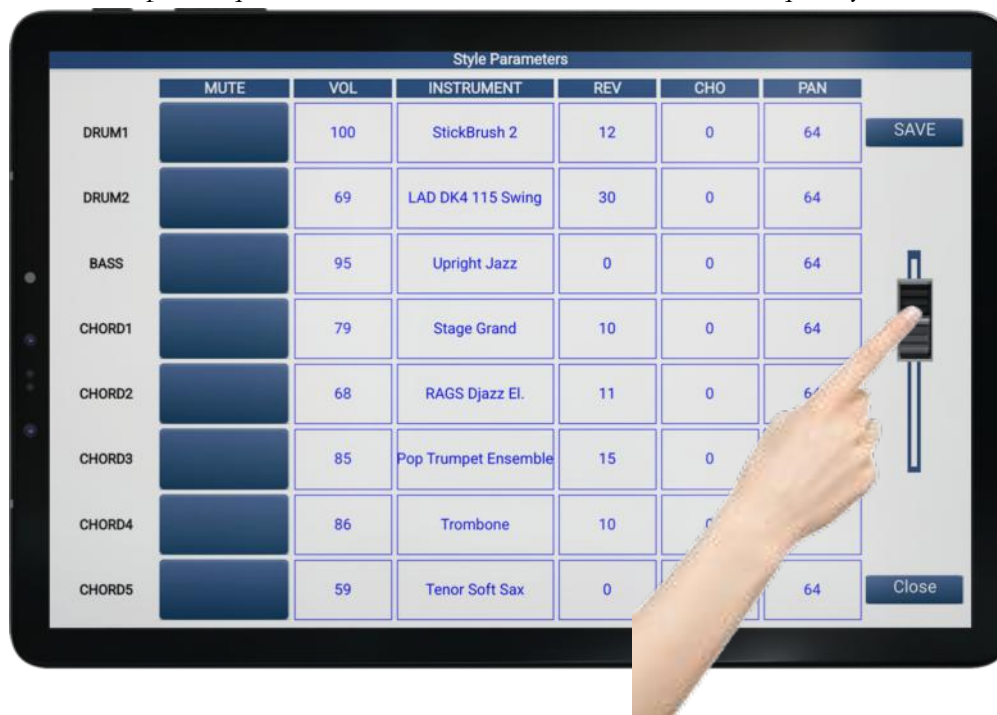 Style Parameters
MUTE VOL INSTRUMENT REV CHO PAN
DRUM1 100 StickBrush 2 12 0 64 SAVE
DRUM2 69 LAD DK4 115 Swing 30 0 64
BASS 95 Upright Jazz 0 0 64
CHORD1 79 Stage Grand 10 0 64
CHORD2 68 RAGS Djazz El. 11 0
CHORD3 85 Pop Trumpet Ensemble 15 0
CHORD4 86 Trombone 10
CHORD5 59 Tenor Soft Sax 0 64 Close